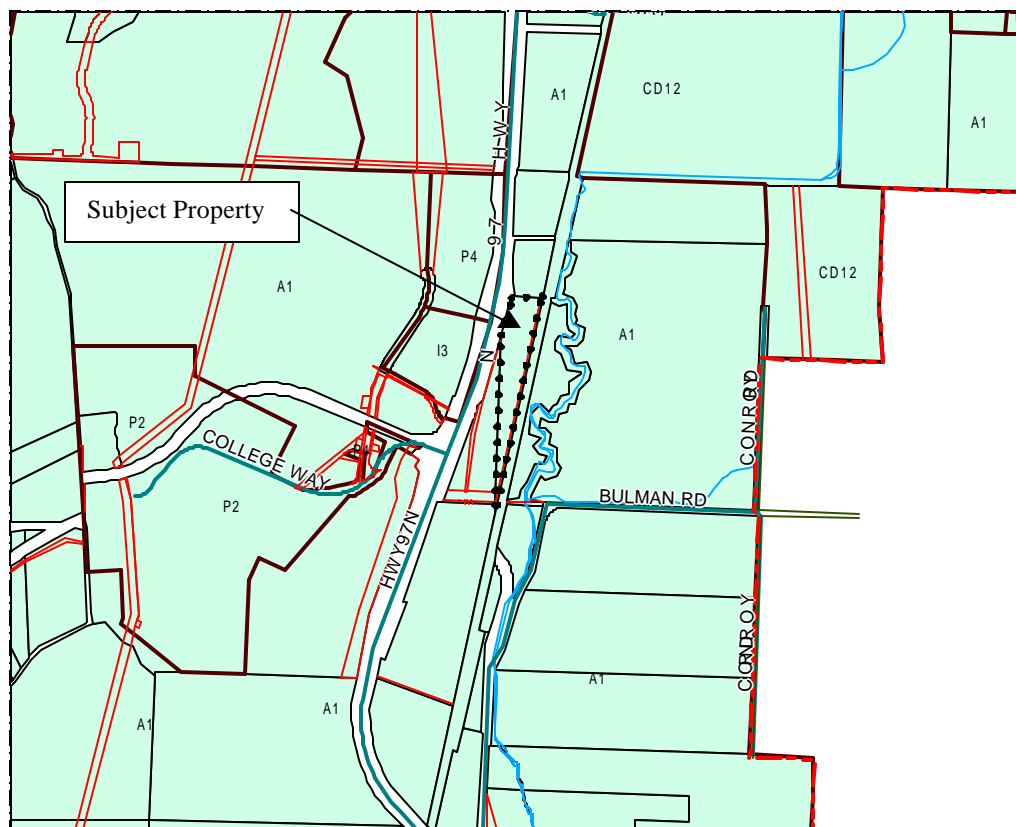 A1
CD12
A1
97 HWY
Subject Property
P4
A1
CD12
A1
I3
N
CONROY
RD
P2
COLLEGE WAY
P2
BULMAN RD
HWY97N
CONROY
RD
A1
A1
A1